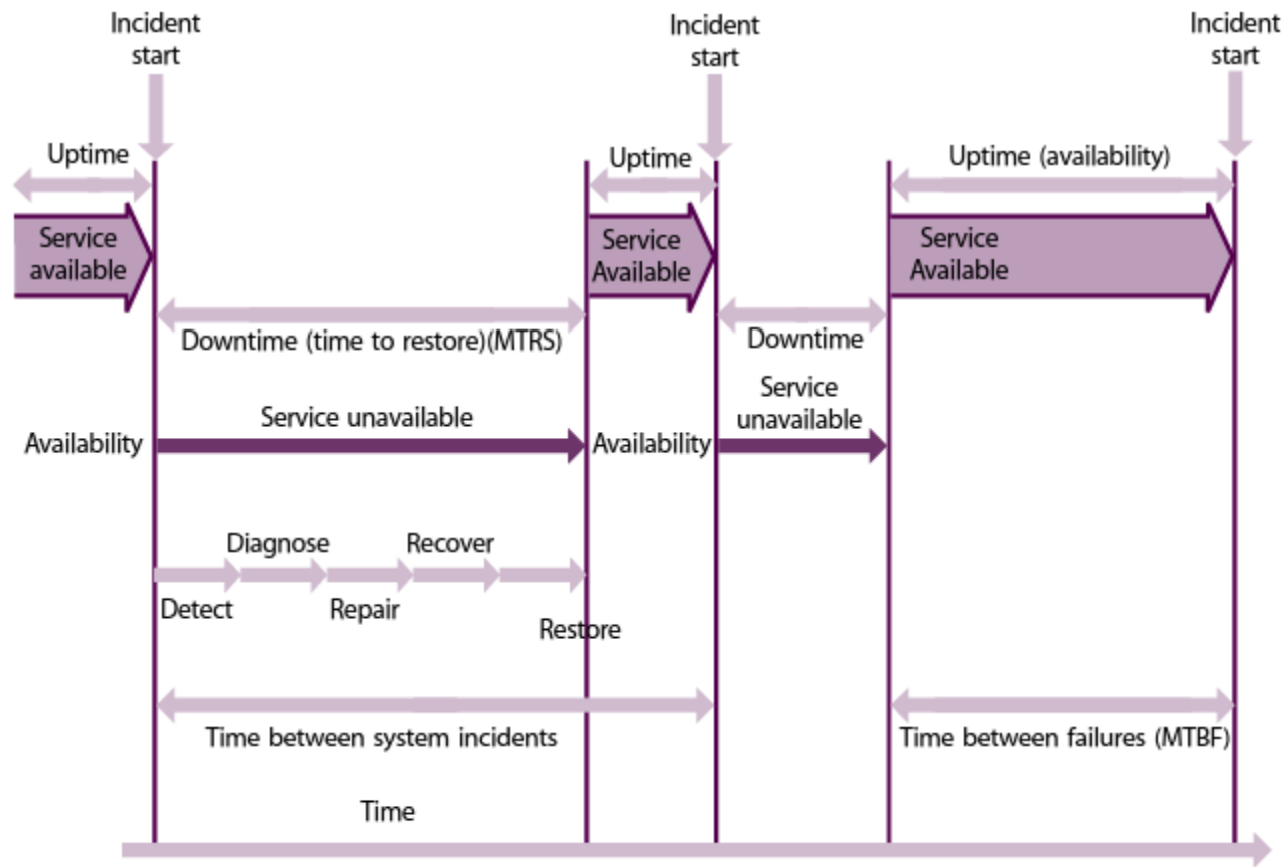 Incident
start
Incident
start
Incident
start
Uptime
Uptime
Uptime (availability)
Service
available
Service
Available
Service
Available
Downtime (time to restore)(MTRS)
Downtime
Availability
Service unavailable
Availability
Service
unavailable
Diagnose
Recover
Detect
Repair
Restore
Time between system incidents
Time between failures (MTBF)
Time